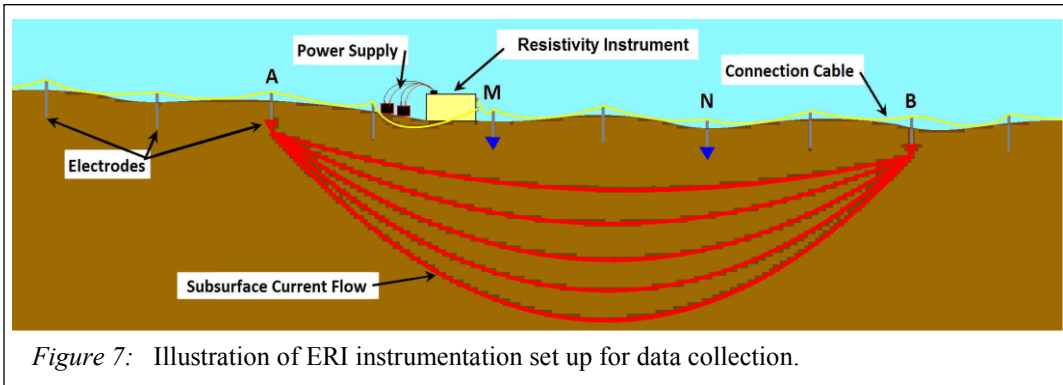 Power Supply
Resistivity Instrument
Connection Cable
A
M
N
B
Electrodes
Subsurface Current Flow
Figure 7: Illustration of ERI instrumentation set up for data collection.